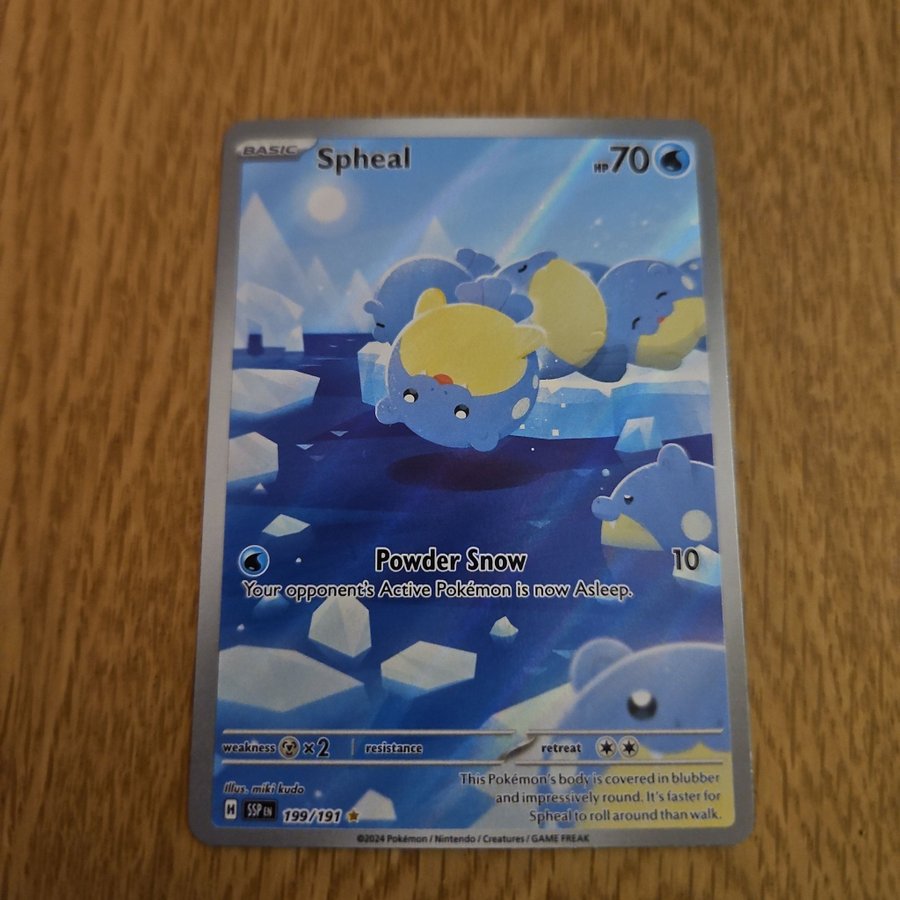 BASIC Spheal HP 70
Powder Snow 10
Your opponent's Active Pokémon is now Asleep.
weakness ×2 resistance retreat
This Pokémon's body is covered in blubber
and impressively round. It's faster for
Spheal to roll around than walk.
Illus. miki kudo
H SSP EN 199/191
©2024 Pokémon / Nintendo / Creatures / GAME FREAK